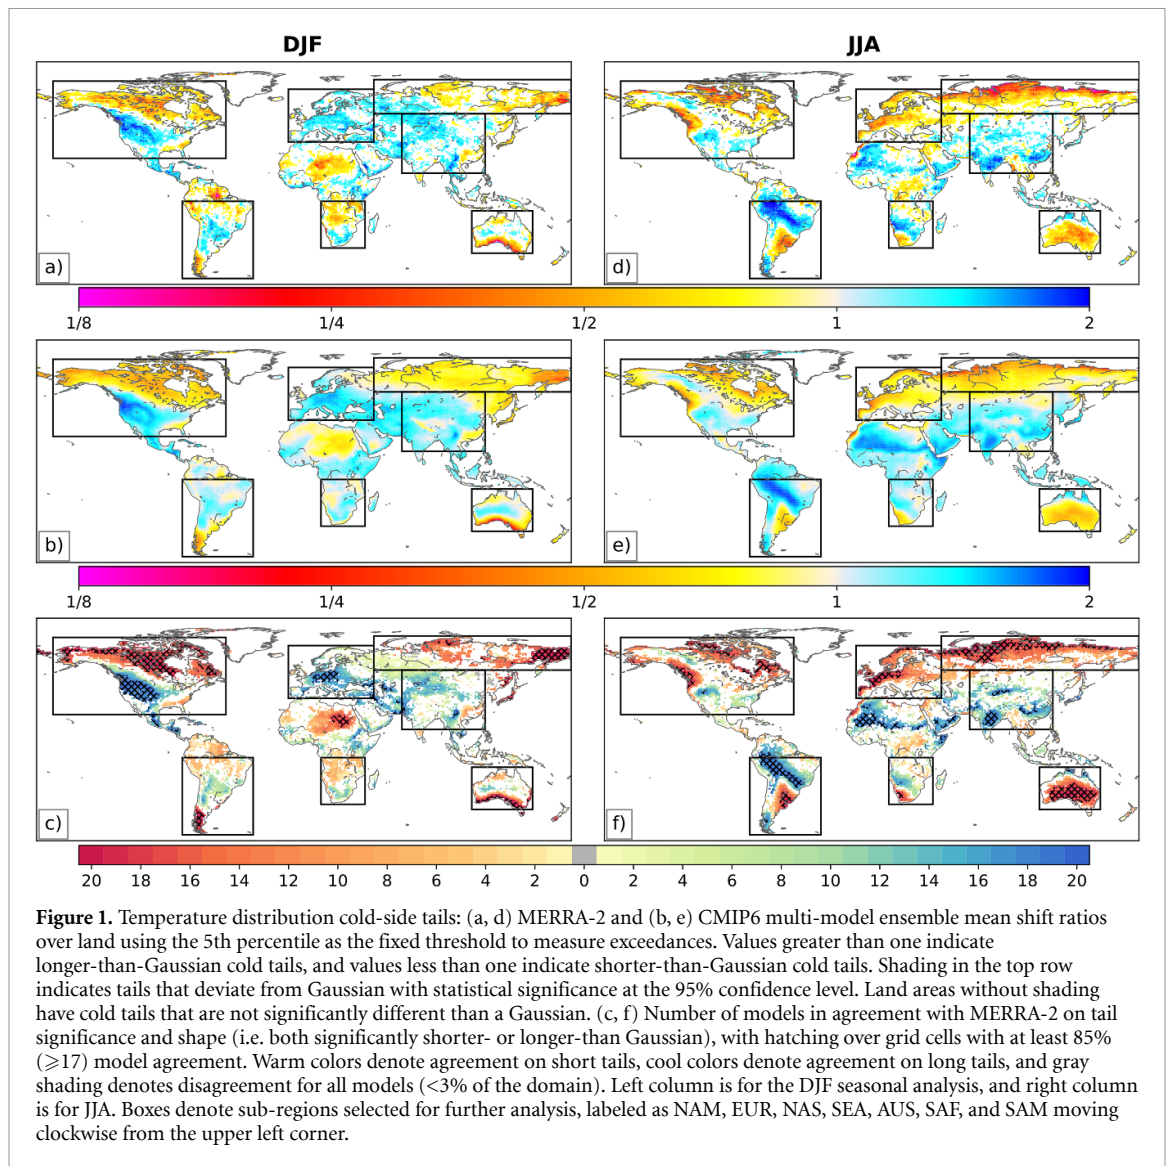 DJF
JJA
a)
d)
1/8 1/4 1/2 1 2
b)
e)
1/8 1/4 1/2 1 2
c)
f)
20 18 16 14 12 10 8 6 4 2 0 2 4 6 8 10 12 14 16 18 20
Figure 1. Temperature distribution cold-side tails: (a, d) MERRA-2 and (b, e) CMIP6 multi-model ensemble mean shift ratios
over land using the 5th percentile as the fixed threshold to measure exceedances. Values greater than one indicate
longer-than-Gaussian cold tails, and values less than one indicate shorter-than-Gaussian cold tails. Shading in the top row
indicates tails that deviate from Gaussian with statistical significance at the 95% confidence level. Land areas without shading
have cold tails that are not significantly different than a Gaussian. (c, f) Number of models in agreement with MERRA-2 on tail
significance and shape (i.e. both significantly shorter- or longer-than Gaussian), with hatching over grid cells with at least 85%
(⩾17) model agreement. Warm colors denote agreement on short tails, cool colors denote agreement on long tails, and gray
shading denotes disagreement for all models (<3% of the domain). Left column is for the DJF seasonal analysis, and right column
is for JJA. Boxes denote sub-regions selected for further analysis, labeled as NAM, EUR, NAS, SEA, AUS, SAF, and SAM moving
clockwise from the upper left corner.